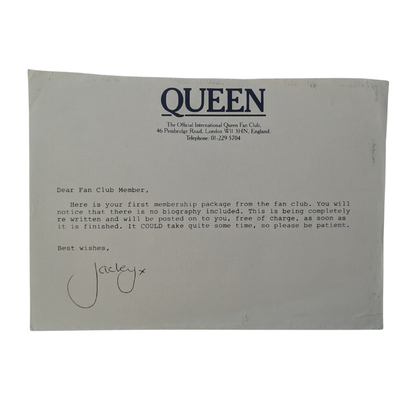 QUEEN
The Official International Queen Fan Club,
46 Pembridge Road, London W11 3HN, England.
Telephone: 01-229 5704
Dear Fan Club Member,
Here is your first membership package from the fan club. You will
notice that there is no biography included. This is being completely
re written and will be posted on to you, free of charge, as soon as
it is finished. It COULD take quite some time, so please be patient.
Best wishes,
Jacky x